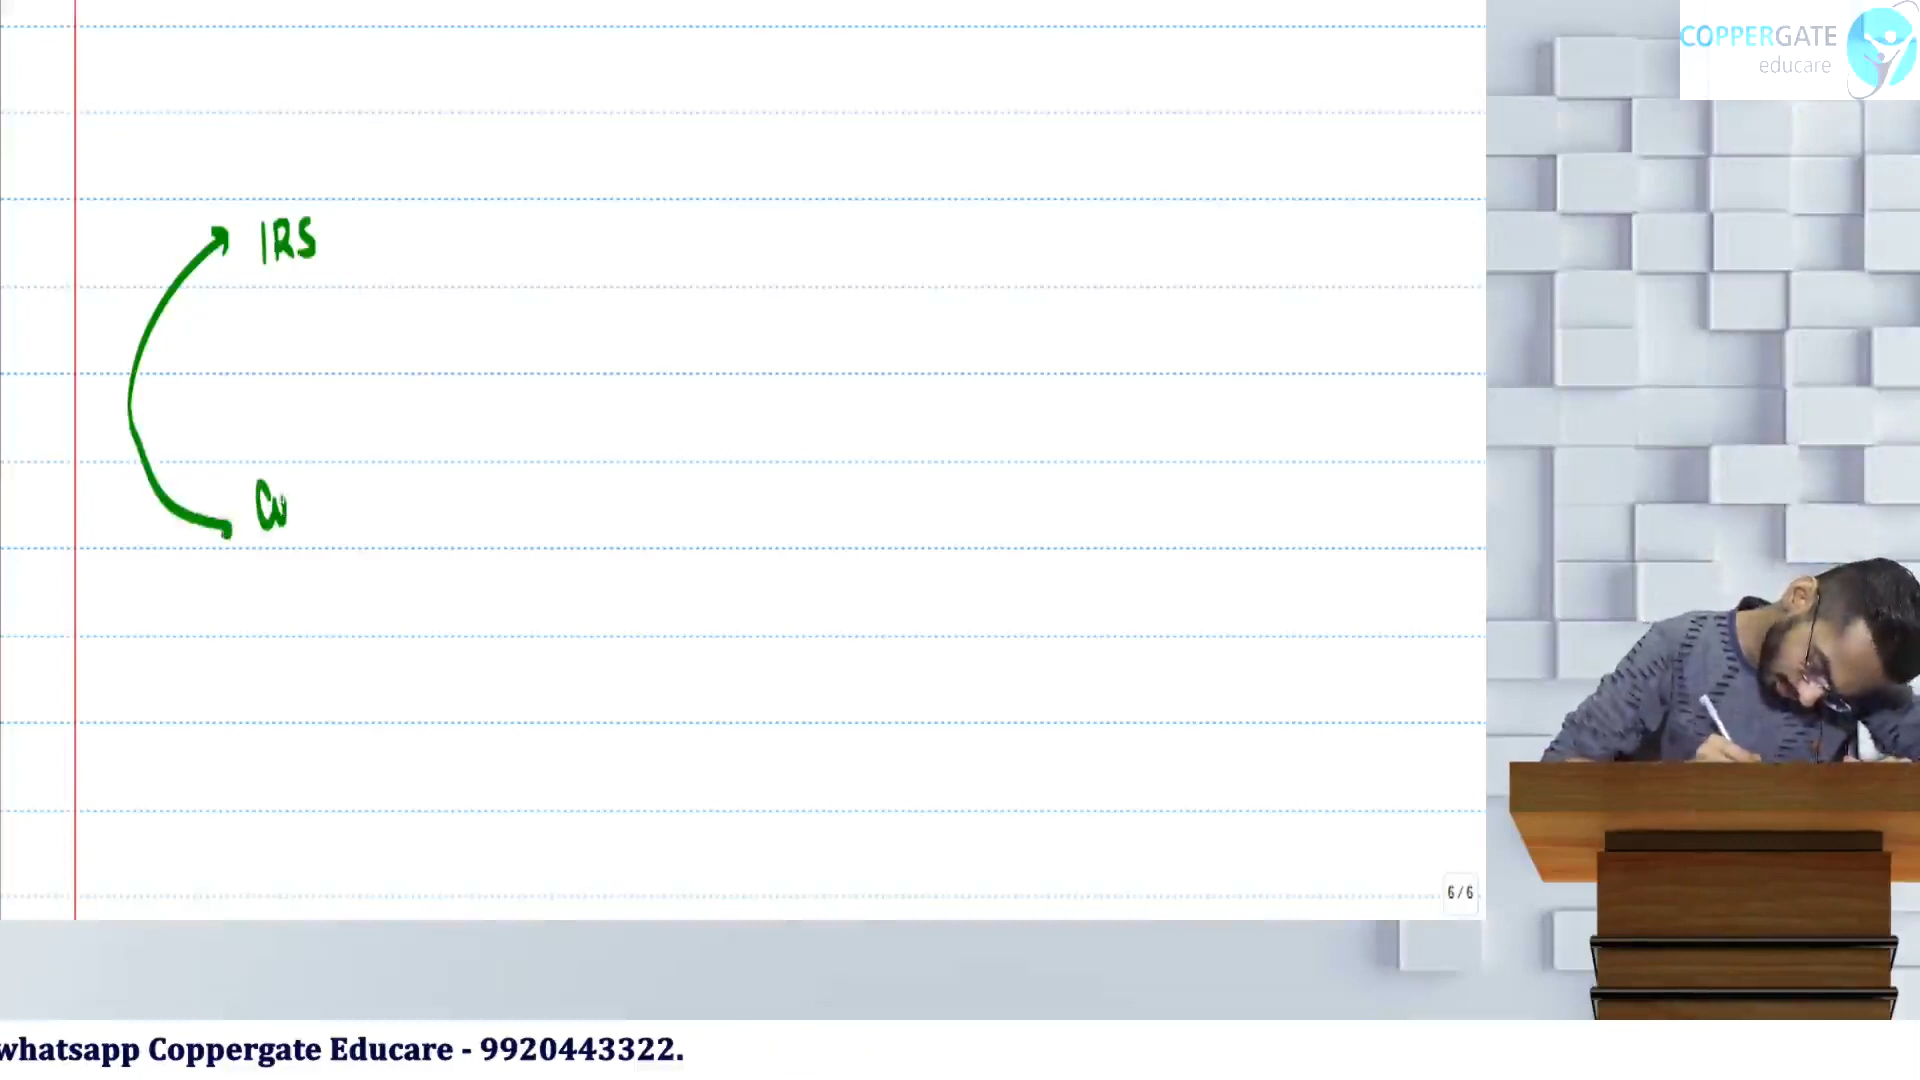 COPPERGATE
educare
IRS
6/6
whatsapp Coppergate Educare - 9920443322.